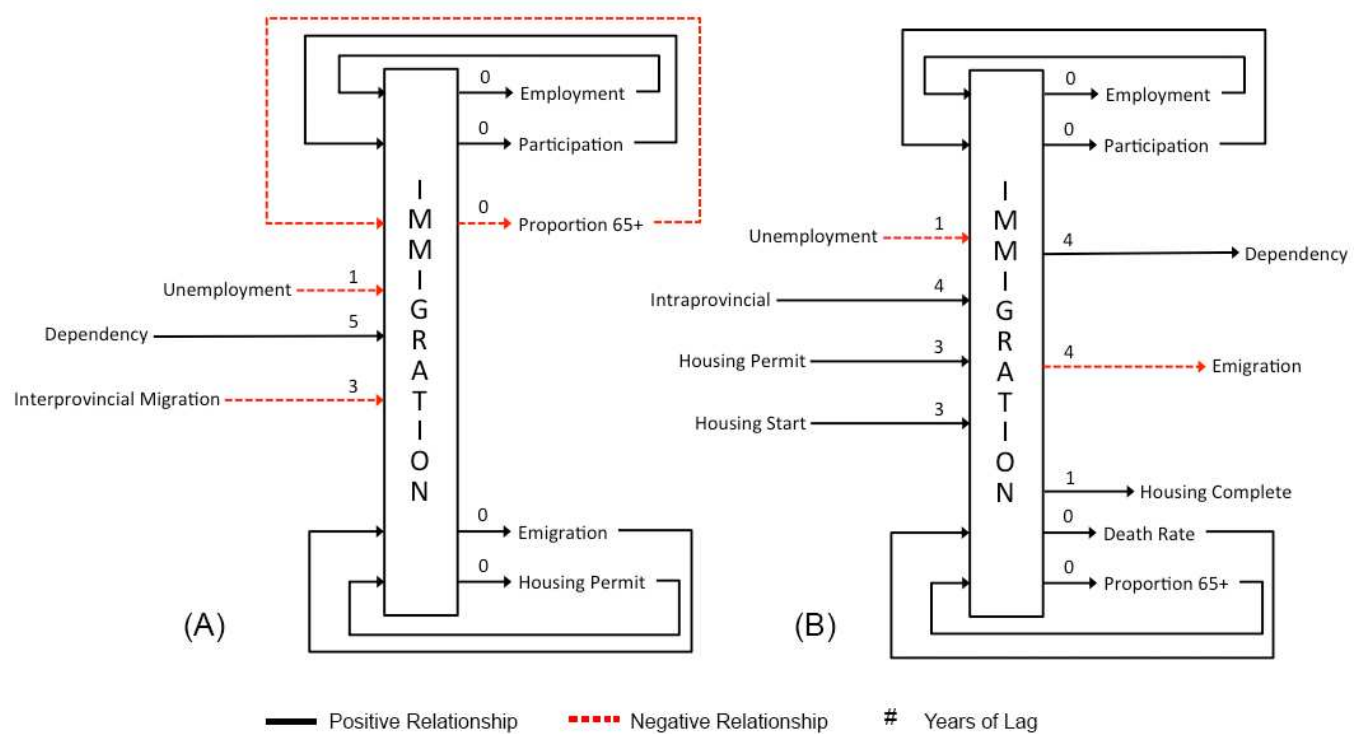 0
Employment
0
Participation
0
Proportion 65+
Unemployment
1
Dependency
5
Interprovincial Migration
3
IMMIGRATION
0
Emigration
0
Housing Permit
(A)
0
Employment
0
Participation
Unemployment
1
4
Dependency
Intraprovincial
4
Housing Permit
3
4
Emigration
Housing Start
3
IMMIGRATION
1
Housing Complete
0
Death Rate
0
Proportion 65+
(B)
Positive Relationship
Negative Relationship
# Years of Lag